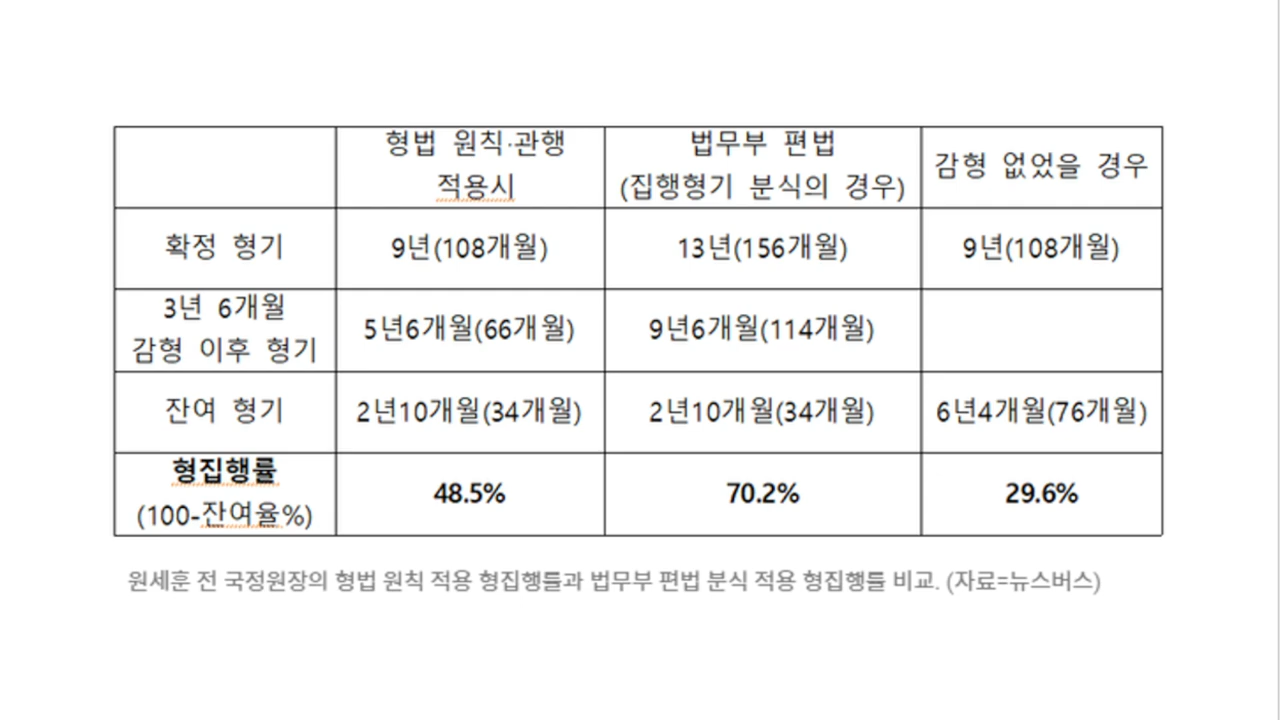 형법 원칙·관행
적용시
법무부 편법
(집행형기 분식의 경우)
감형 없었을 경우
확정 형기
9년(108개월)
13년(156개월)
9년(108개월)
3년 6개월
감형 이후 형기
5년6개월(66개월)
9년6개월(114개월)
잔여 형기
2년10개월(34개월)
2년10개월(34개월)
6년4개월(76개월)
형집행률
(100-잔여율%)
48.5%
70.2%
29.6%
원세훈 전 국정원장의 형법 원칙 적용 형집행률과 법무부 편법 분식 적용 형집행률 비교. (자료=뉴스버스)